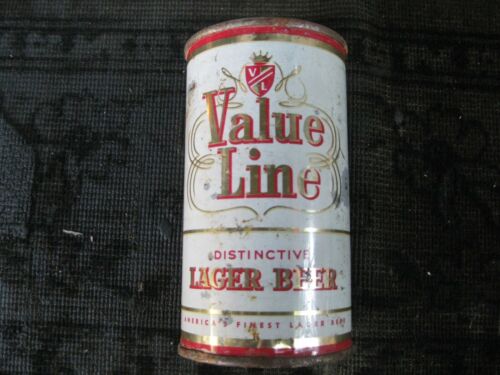 V L
Value
Line
DISTINCTIVE
LAGER BEER
AMERICA'S FINEST LAGER BEER